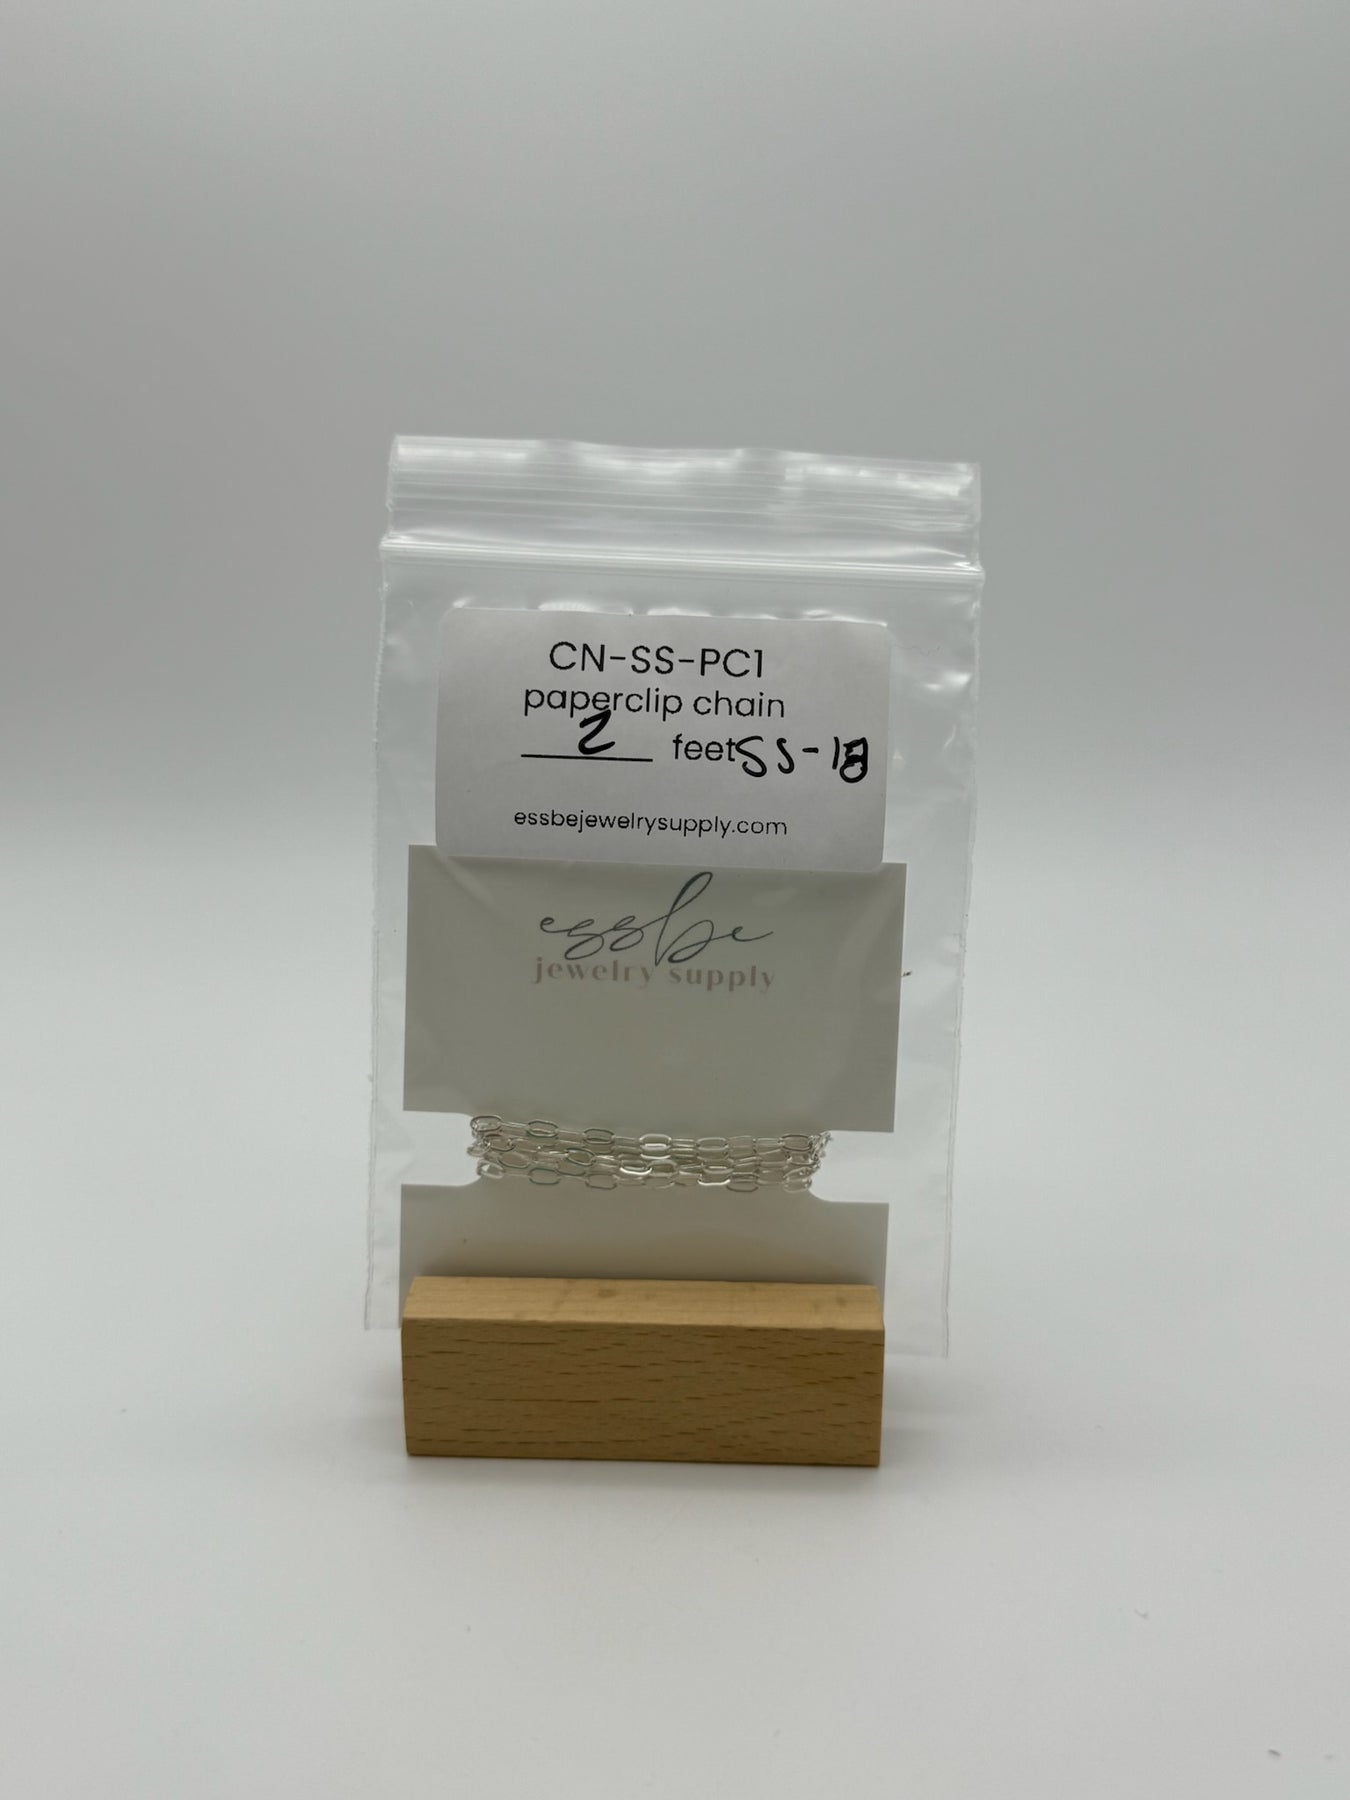 CN-SS-PC1
paperclip chain
2 feet SS-18
essbejewelrysupply.com
essbe
jewelry supply